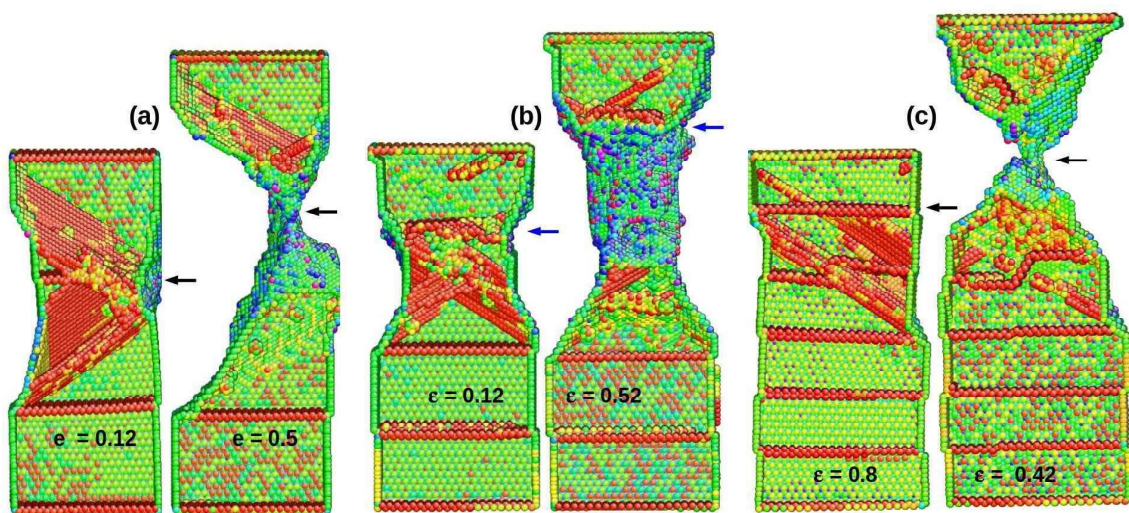 (a)
(b)
(c)
e = 0.12
e = 0.5
ε = 0.12
ε = 0.52
ε = 0.8
ε = 0.42